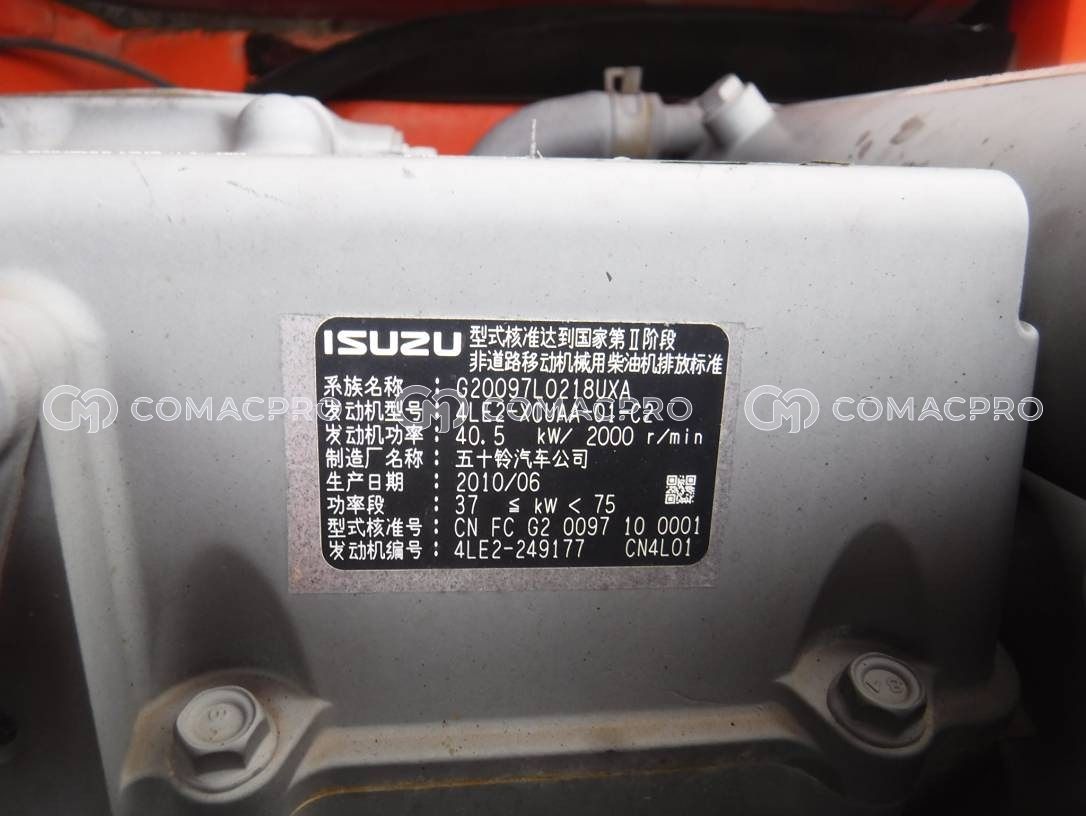 ISUZU 型式核准达到国家第Ⅱ阶段
非道路移动机械用柴油机排放标准
系族名称 : G20097L0218UXA
发动机型号: 4LE2-XCUAA-01-C2
发动机功率: 40.5 kW/ 2000 r/min
制造厂名称: 五十铃汽车公司
生产日期 : 2010/06
功率段 : 37 ≦ kW < 75
型式核准号: CN FC G2 0097 10 0001
发动机编号: 4LE2-249177 CN4L01
COMACPRO COMACPRO COMACPRO
COMACPRO COMACPRO COMACPRO